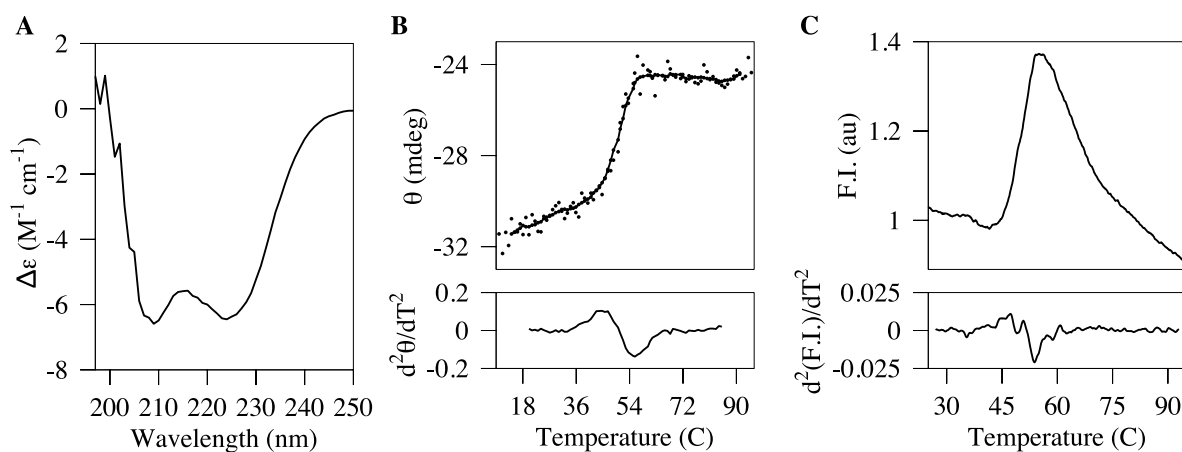 A
2
0
-2
-4
-6
-8
Δε (M⁻¹ cm⁻¹)
200 210 220 230 240 250
Wavelength (nm)
B
-24
-28
-32
θ (mdeg)
0.2
0
-0.2
d²θ/dT²
18 36 54 72 90
Temperature (C)
C
1.4
1.2
1
F.I. (au)
0.025
0
-0.025
d²(F.I.)/dT²
30 45 60 75 90
Temperature (C)